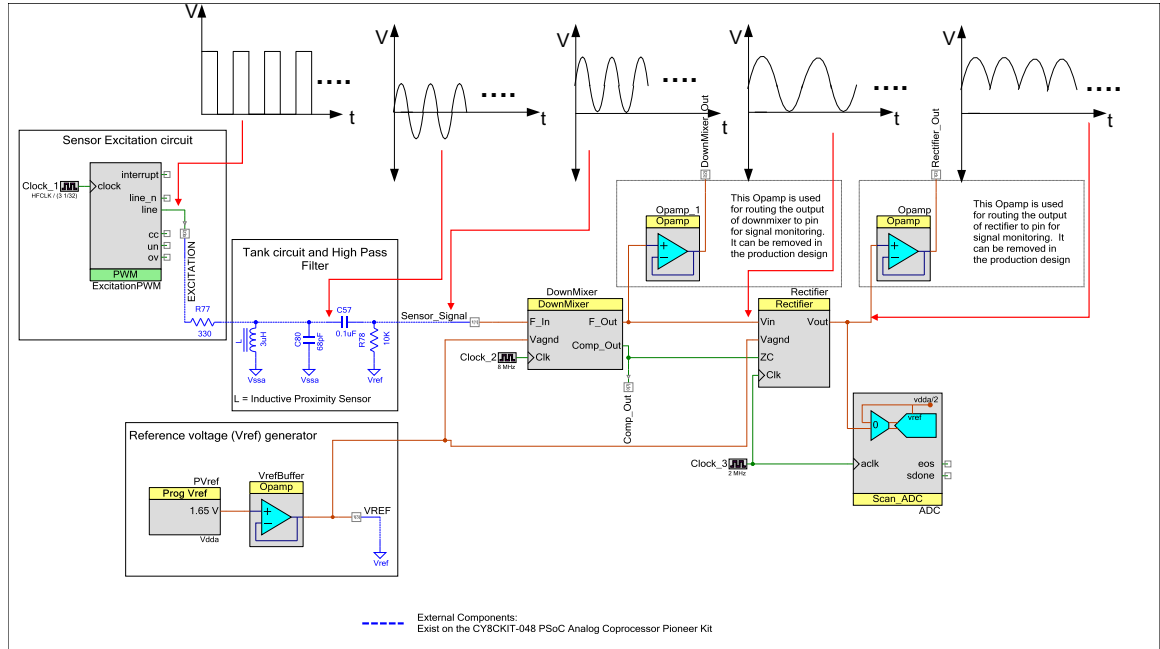 V
V
V
V
V
t
t
t
t
t
DownMixer_Out
Rectifier_Out
Sensor Excitation circuit
Clock_1
HFCLK / (3 1/32)
clock
interrupt
line_n
line
cc
un
ov
PWM
ExcitationPWM
EXCITATION
R77
330
Tank circuit and High Pass
Filter
L
3uH
C80
68pF
C57
0.1uF
R78
10K
Vssa
Vssa
Vref
L = Inductive Proximity Sensor
Sensor_Signal
Opamp_1
Opamp
This Opamp is used
for routing the output
of downmixer to pin
for signal monitoring.
It can be removed in
the production design
Opamp
Opamp
This Opamp is used
for routing the output
of rectifier to pin for
signal monitoring. It
can be removed in
the production design
DownMixer
DownMixer
F_In
F_Out
Vagnd
Comp_Out
Clk
Clock_2
8 MHz
Comp_Out
Rectifier
Rectifier
Vin
Vout
Vagnd
ZC
Clk
Clock_3
2 MHz
vdda/2
vref
0
aclk
eos
sdone
Scan_ADC
ADC
Reference voltage (Vref) generator
PVref
Prog Vref
1.65 V
Vdda
VrefBuffer
Opamp
VREF
Vref
External Components:
Exist on the CY8CKIT-048 PSoC Analog Coprocessor Pioneer Kit